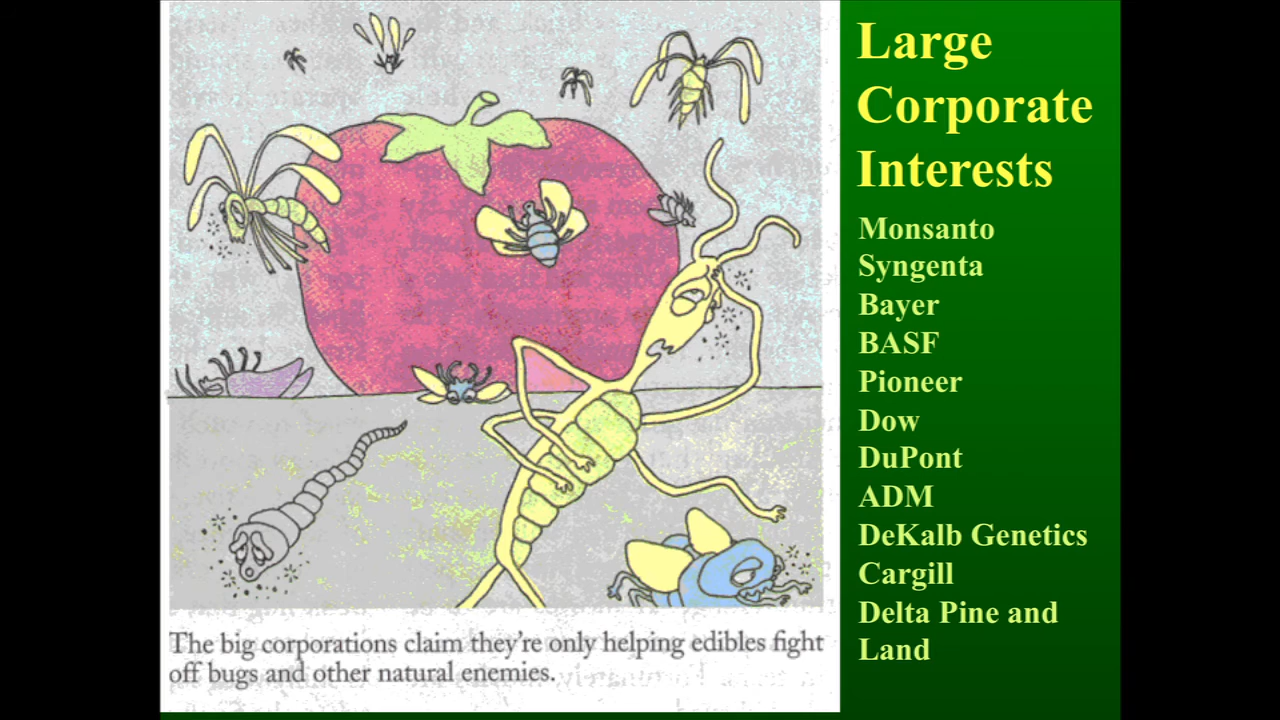 Large
Corporate
Interests
Monsanto
Syngenta
Bayer
BASF
Pioneer
Dow
DuPont
ADM
DeKalb Genetics
Cargill
Delta Pine and
Land
The big corporations claim they're only helping edibles fight
off bugs and other natural enemies.